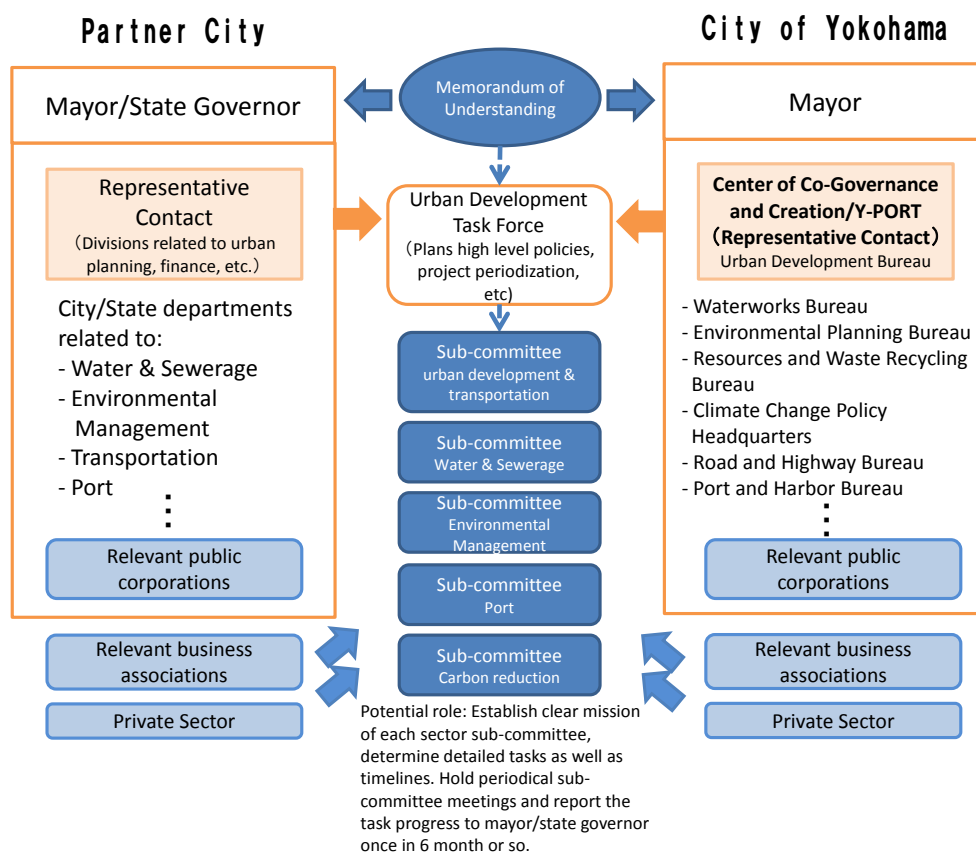 Partner City
City of Yokohama
Memorandum of
Understanding
Mayor/State Governor
Mayor
Representative
Contact
（Divisions related to urban
planning, finance, etc.）
City/State departments
related to:
- Water & Sewerage
- Environmental
Management
- Transportation
- Port
⋮
Relevant public
corporations
Relevant business
associations
Private Sector
Urban Development
Task Force
(Plans high level policies,
project periodization,
etc)
Sub-committee
urban development &
transportation
Sub-committee
Water & Sewerage
Sub-committee
Environmental
Management
Sub-committee
Port
Sub-committee
Carbon reduction
Potential role: Establish clear mission
of each sector sub-committee,
determine detailed tasks as well as
timelines. Hold periodical sub-
committee meetings and report the
task progress to mayor/state governor
once in 6 month or so.
Center of Co-Governance
and Creation/Y-PORT
（Representative Contact）
Urban Development Bureau
- Waterworks Bureau
- Environmental Planning Bureau
- Resources and Waste Recycling
Bureau
- Climate Change Policy
Headquarters
- Road and Highway Bureau
- Port and Harbor Bureau
⋮
Relevant public
corporations
Relevant business
associations
Private Sector